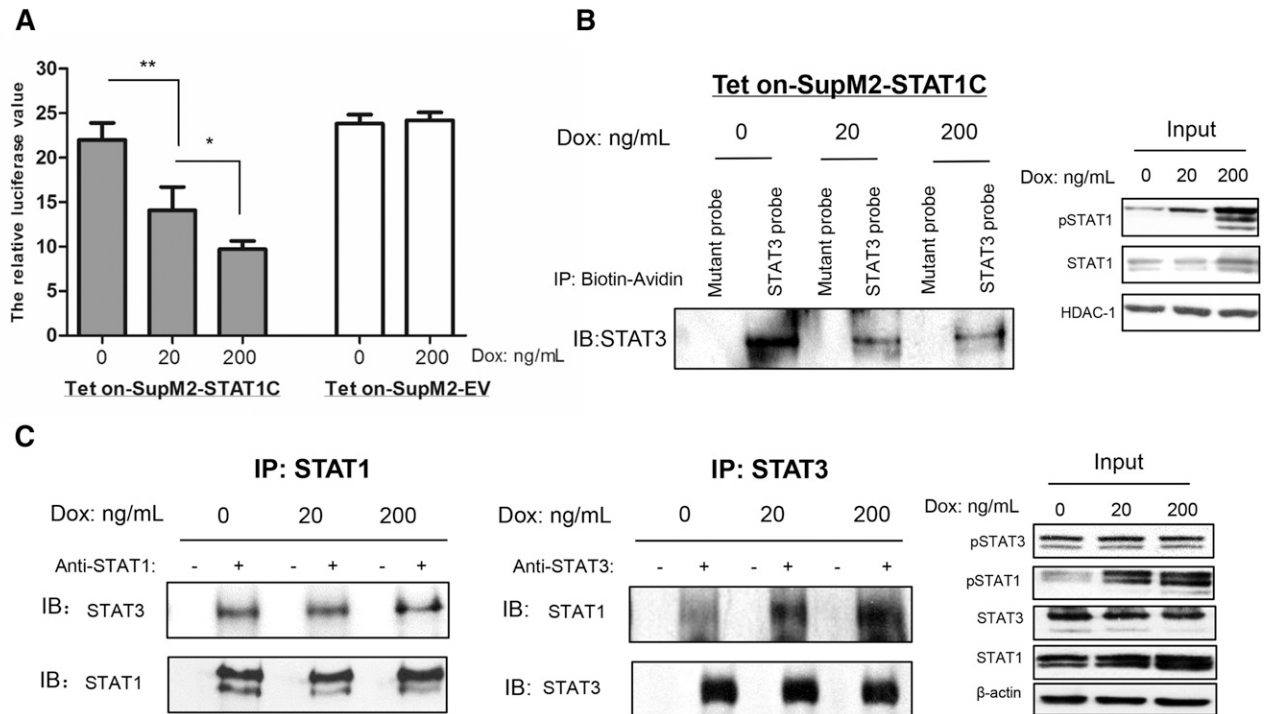 A
The relative luciferase value
30
25
20
15
10
5
0
**
*
0 20 200 0 200 Dox: ng/mL
Tet on-SupM2-STAT1C Tet on-SupM2-EV
B
Tet on-SupM2-STAT1C
Dox: ng/mL 0 20 200
IP: Biotin-Avidin
Mutant probe
STAT3 probe
Mutant probe
STAT3 probe
Mutant probe
STAT3 probe
IB:STAT3
Input
Dox: ng/mL 0 20 200
pSTAT1
STAT1
HDAC-1
C
IP: STAT1
Dox: ng/mL 0 20 200
Anti-STAT1: - + - + - +
IB: STAT3
IB: STAT1
IP: STAT3
Dox: ng/mL 0 20 200
Anti-STAT3: - + - + - +
IB: STAT1
IB: STAT3
Input
Dox: ng/mL 0 20 200
pSTAT3
pSTAT1
STAT3
STAT1
β-actin